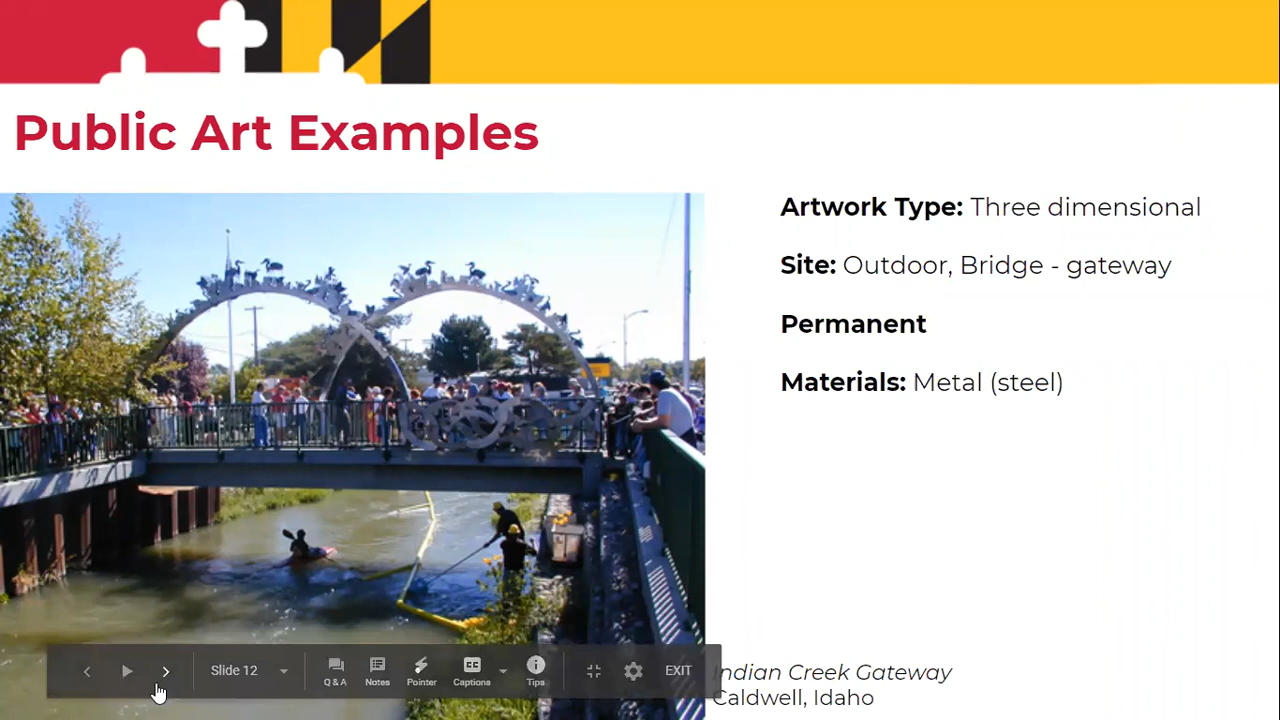 Public Art Examples
Artwork Type: Three dimensional
Site: Outdoor, Bridge - gateway
Permanent
Materials: Metal (steel)
Slide 12
Q & A
Notes
Pointer
Captions
Tips
EXIT
Indian Creek Gateway
Caldwell, Idaho